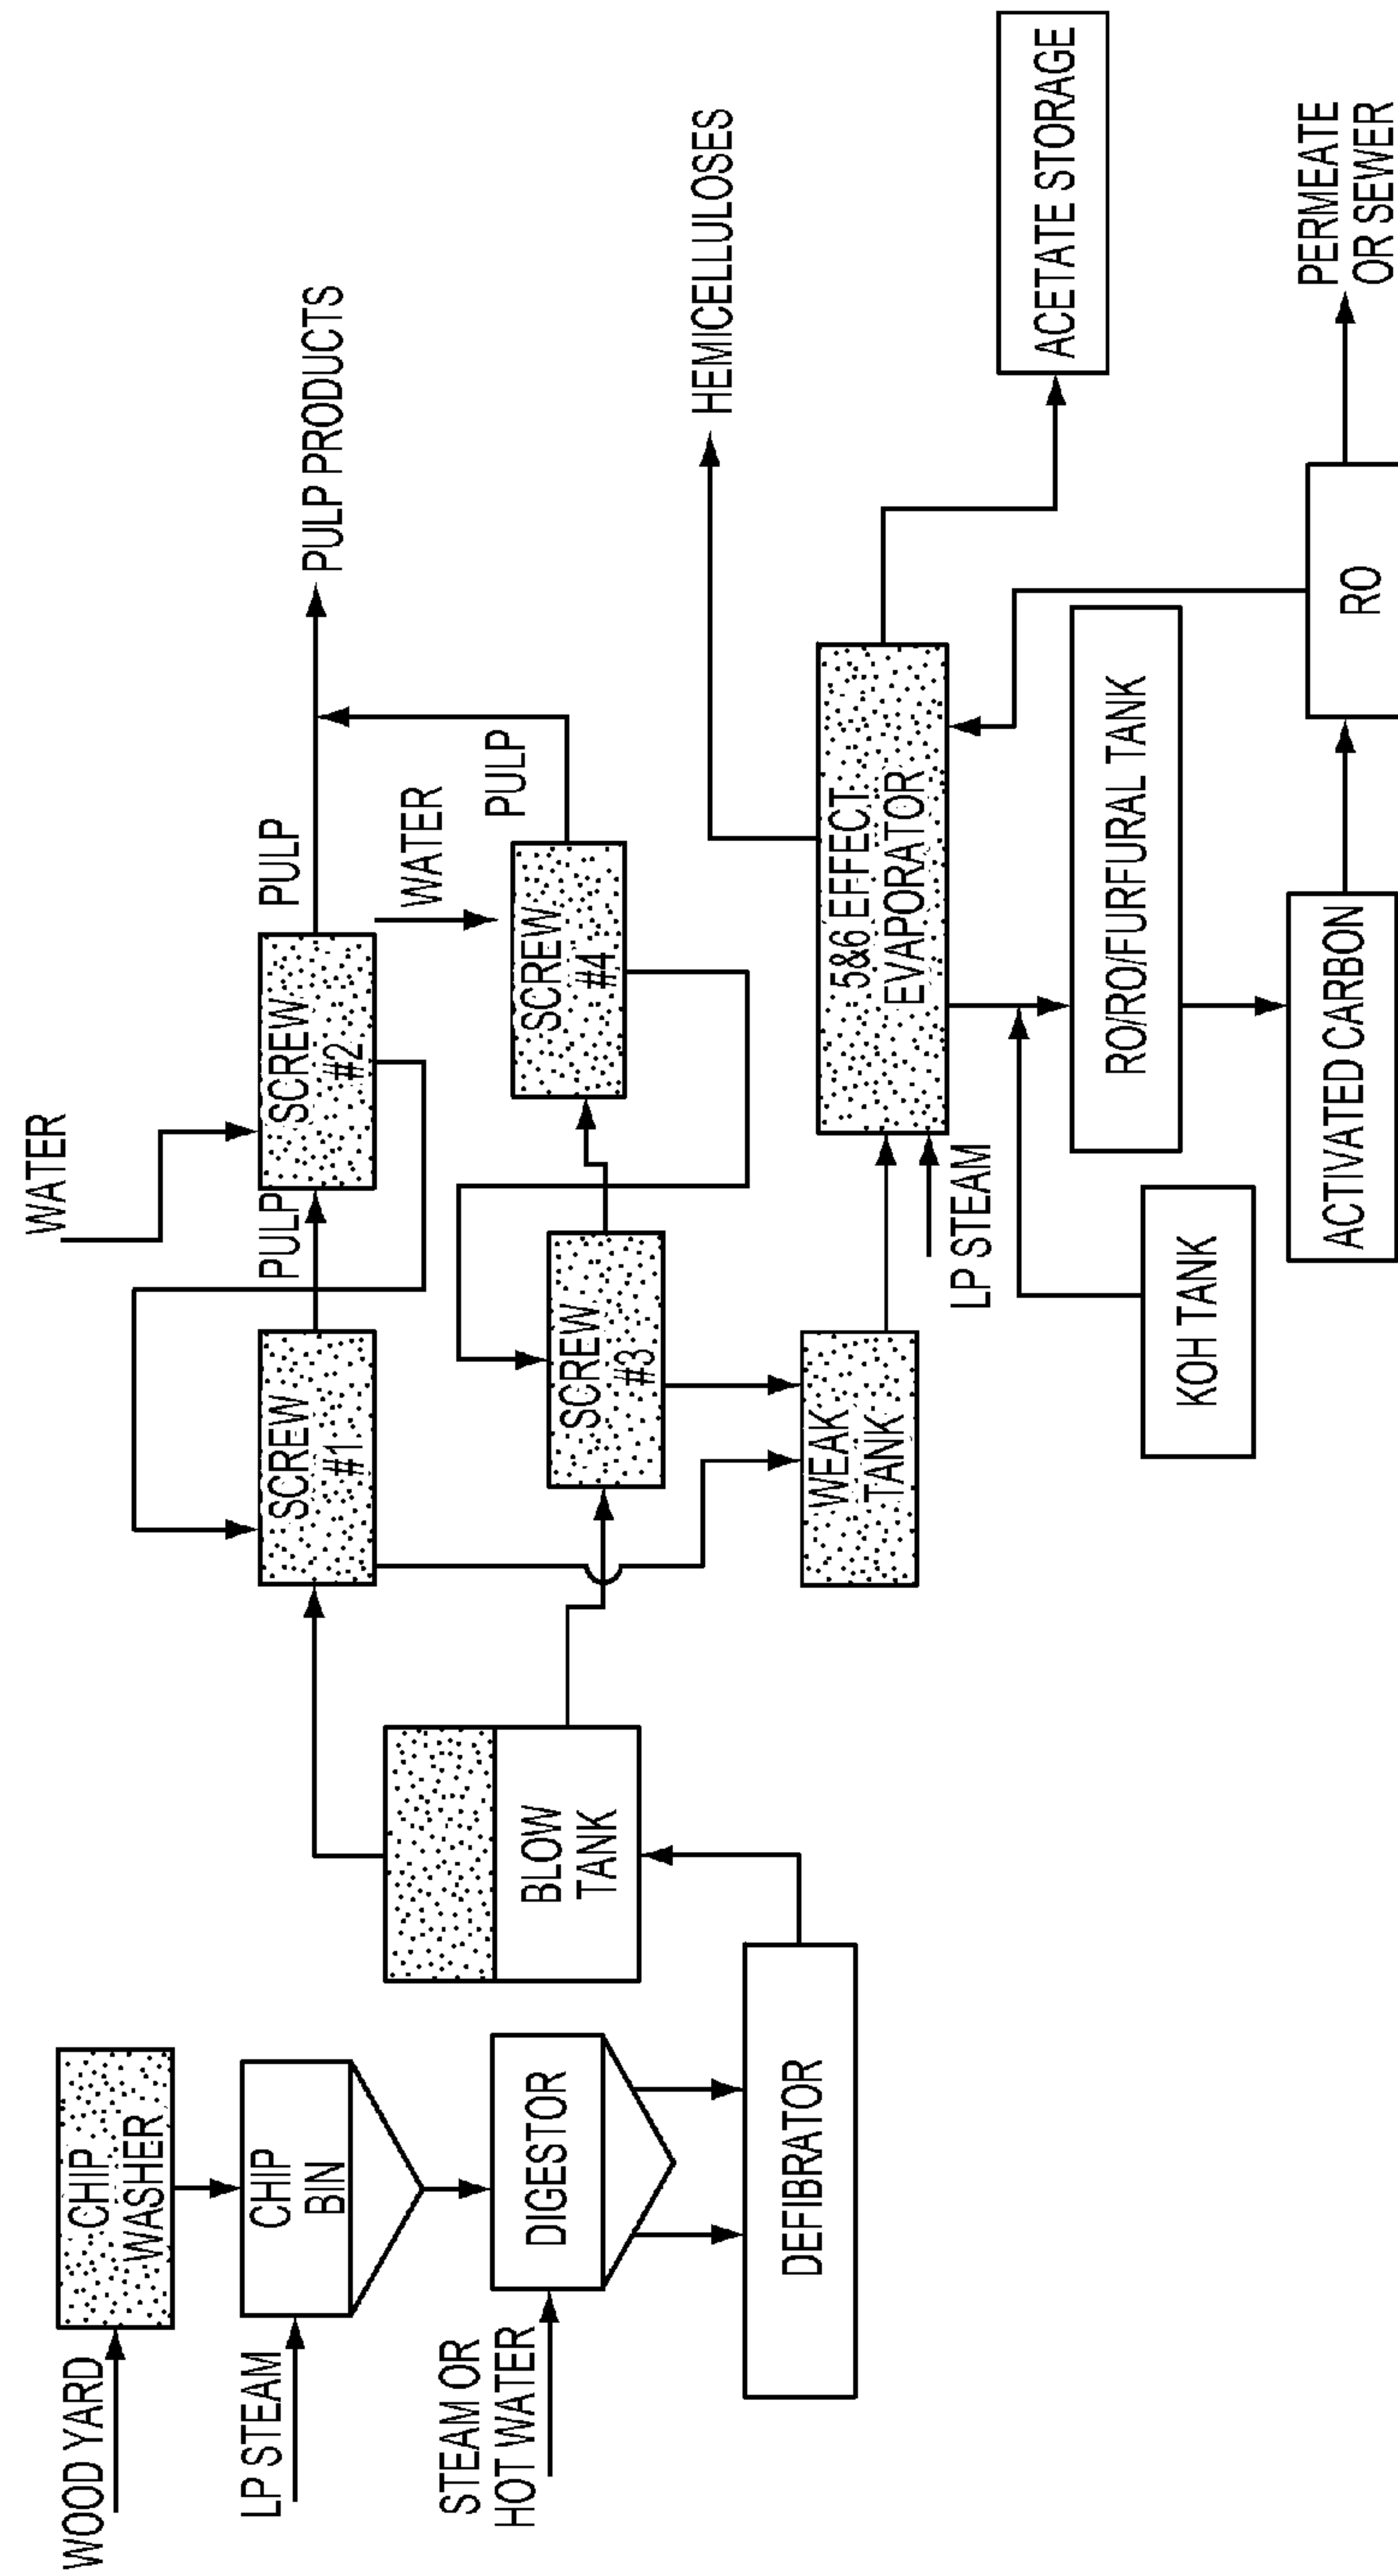 WOOD YARD
CHIP
WASHER
LP STEAM
CHIP
BIN
STEAM OR
HOT WATER
DIGESTOR
DEFIBRATOR
BLOW
TANK
SCREW
#1
PULP
WATER
SCREW
#2
PULP
PULP PRODUCTS
SCREW
#3
WATER
SCREW
#4
PULP
WEAK
TANK
LP STEAM
5&6 EFFECT
EVAPORATOR
HEMICELLULOSES
ACETATE STORAGE
KOH TANK
RO/RO/FURFURAL TANK
ACTIVATED CARBON
RO
PERMEATE
OR SEWER